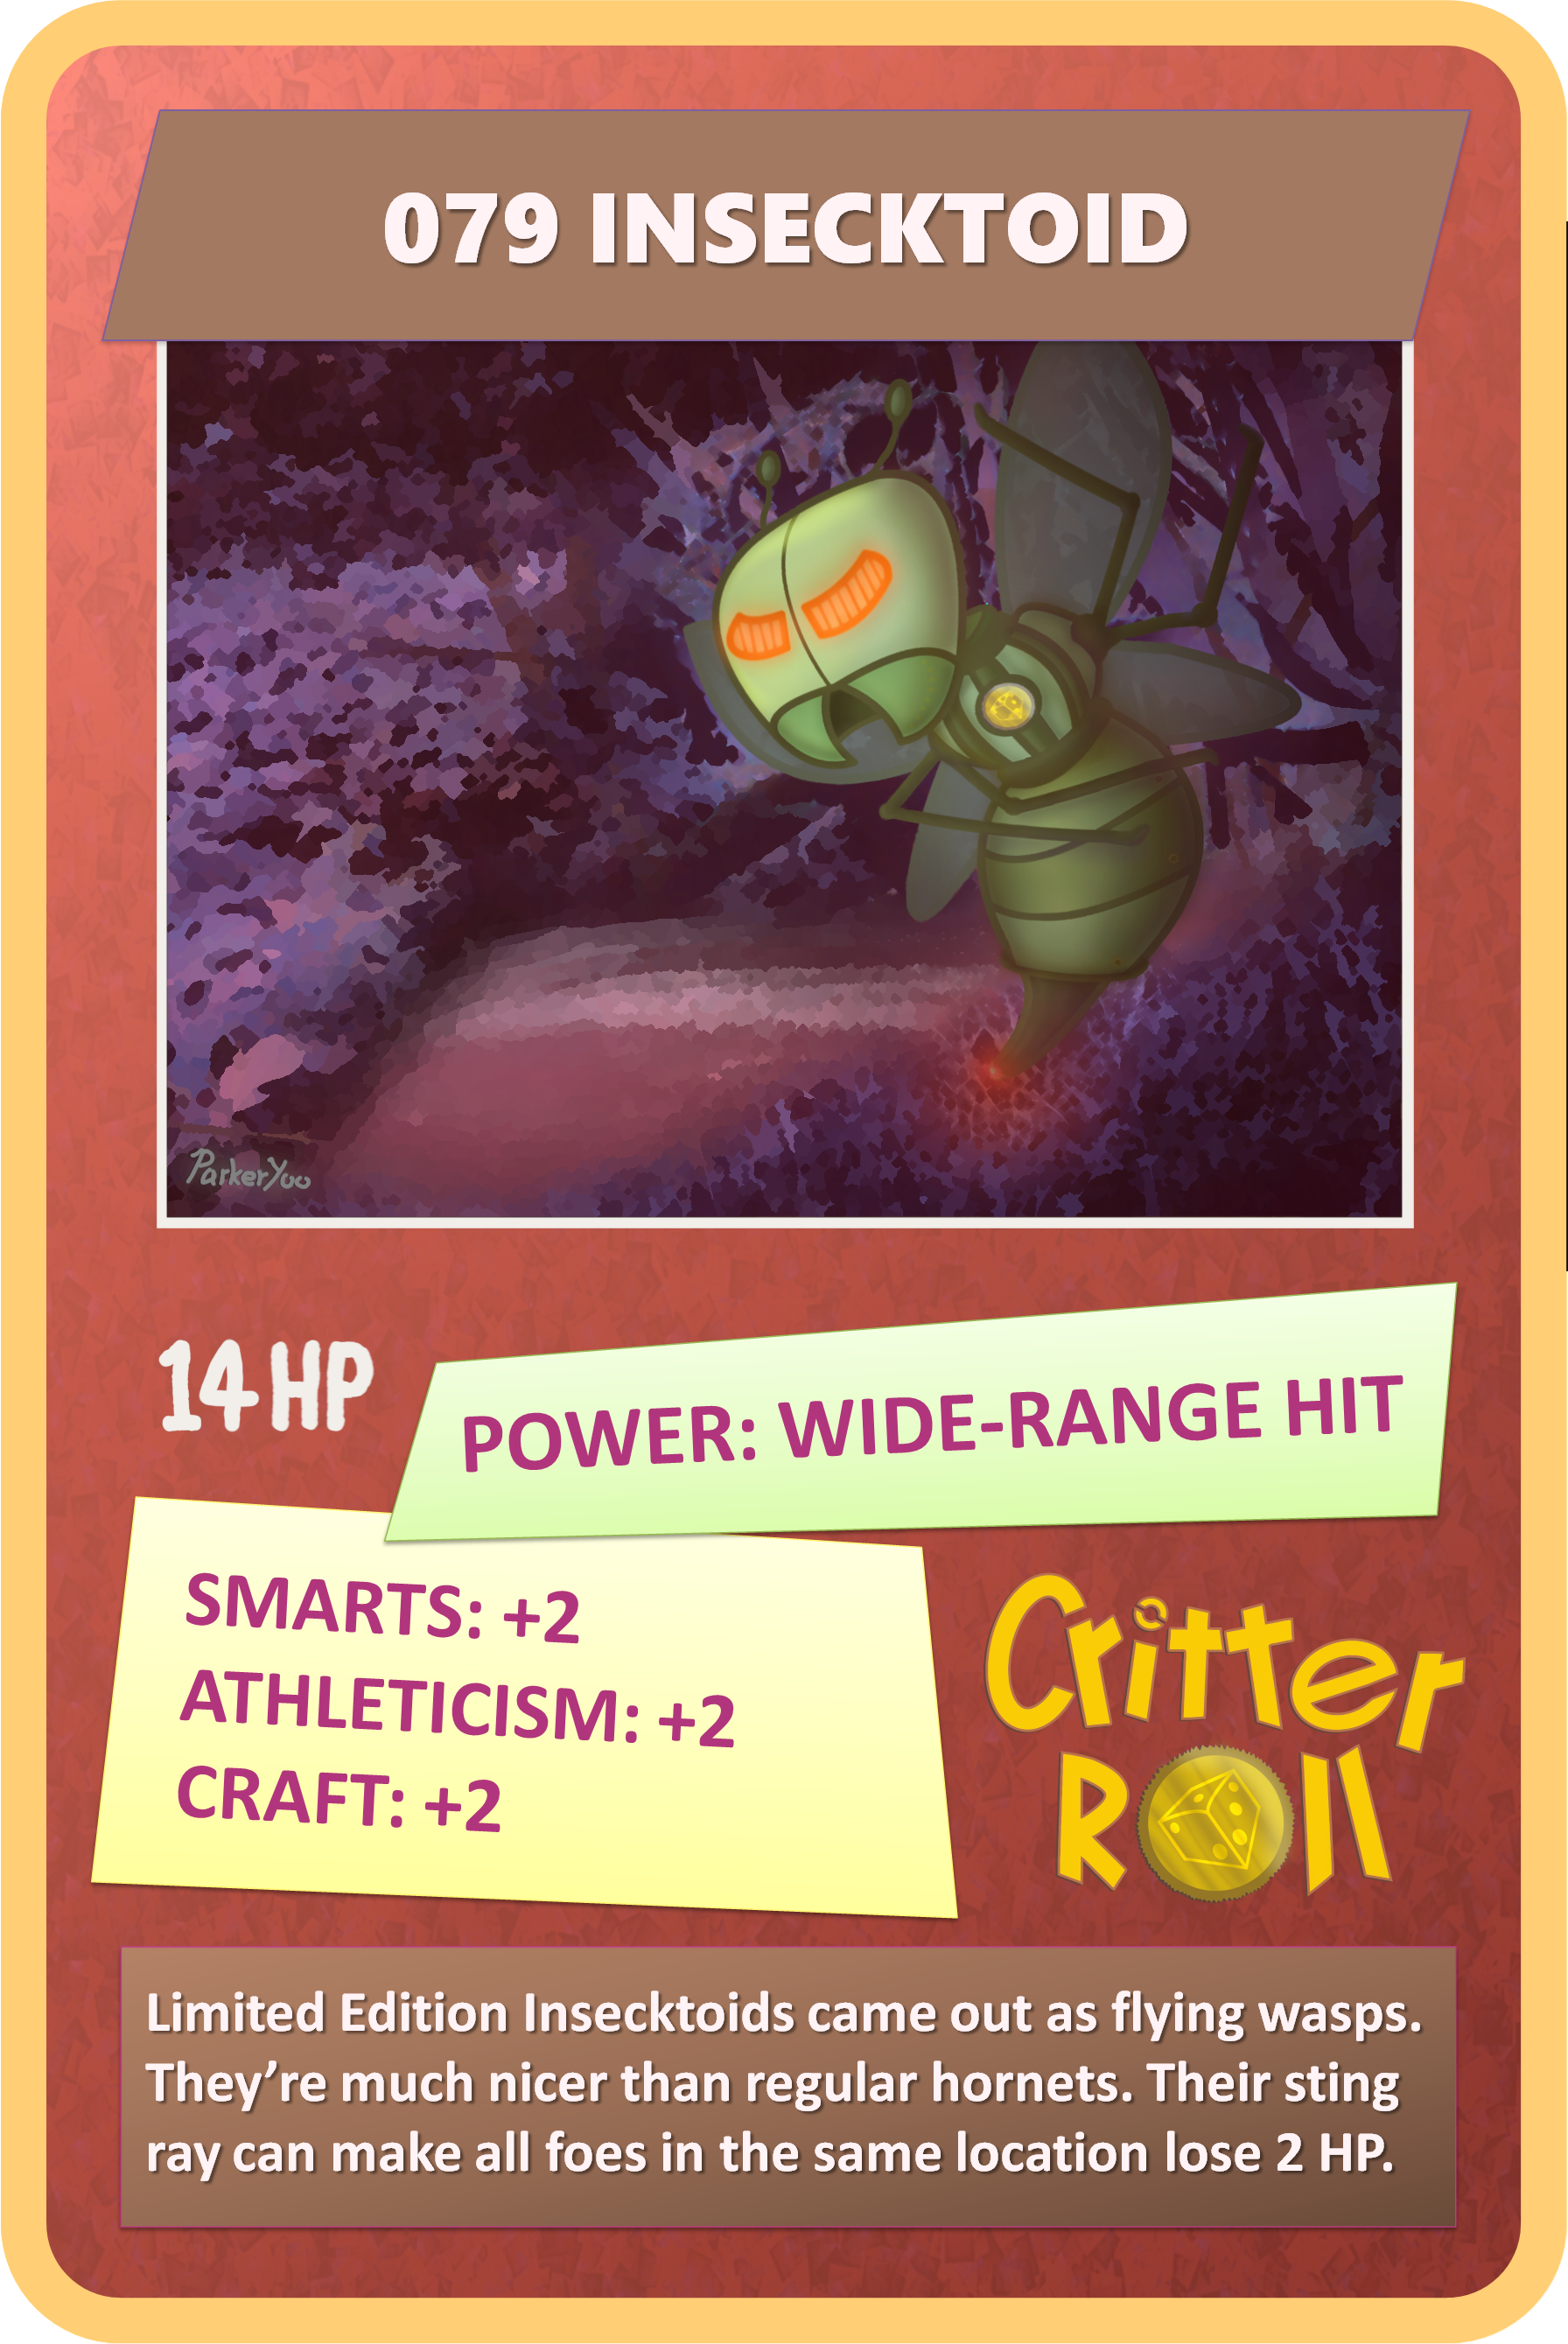 079 INSECKTOID
ParkerYoo
14 HP
POWER: WIDE-RANGE HIT
SMARTS: +2
ATHLETICISM: +2
CRAFT: +2
Critter
Roll
Limited Edition Insecktoids came out as flying wasps.
They’re much nicer than regular hornets. Their sting
ray can make all foes in the same location lose 2 HP.